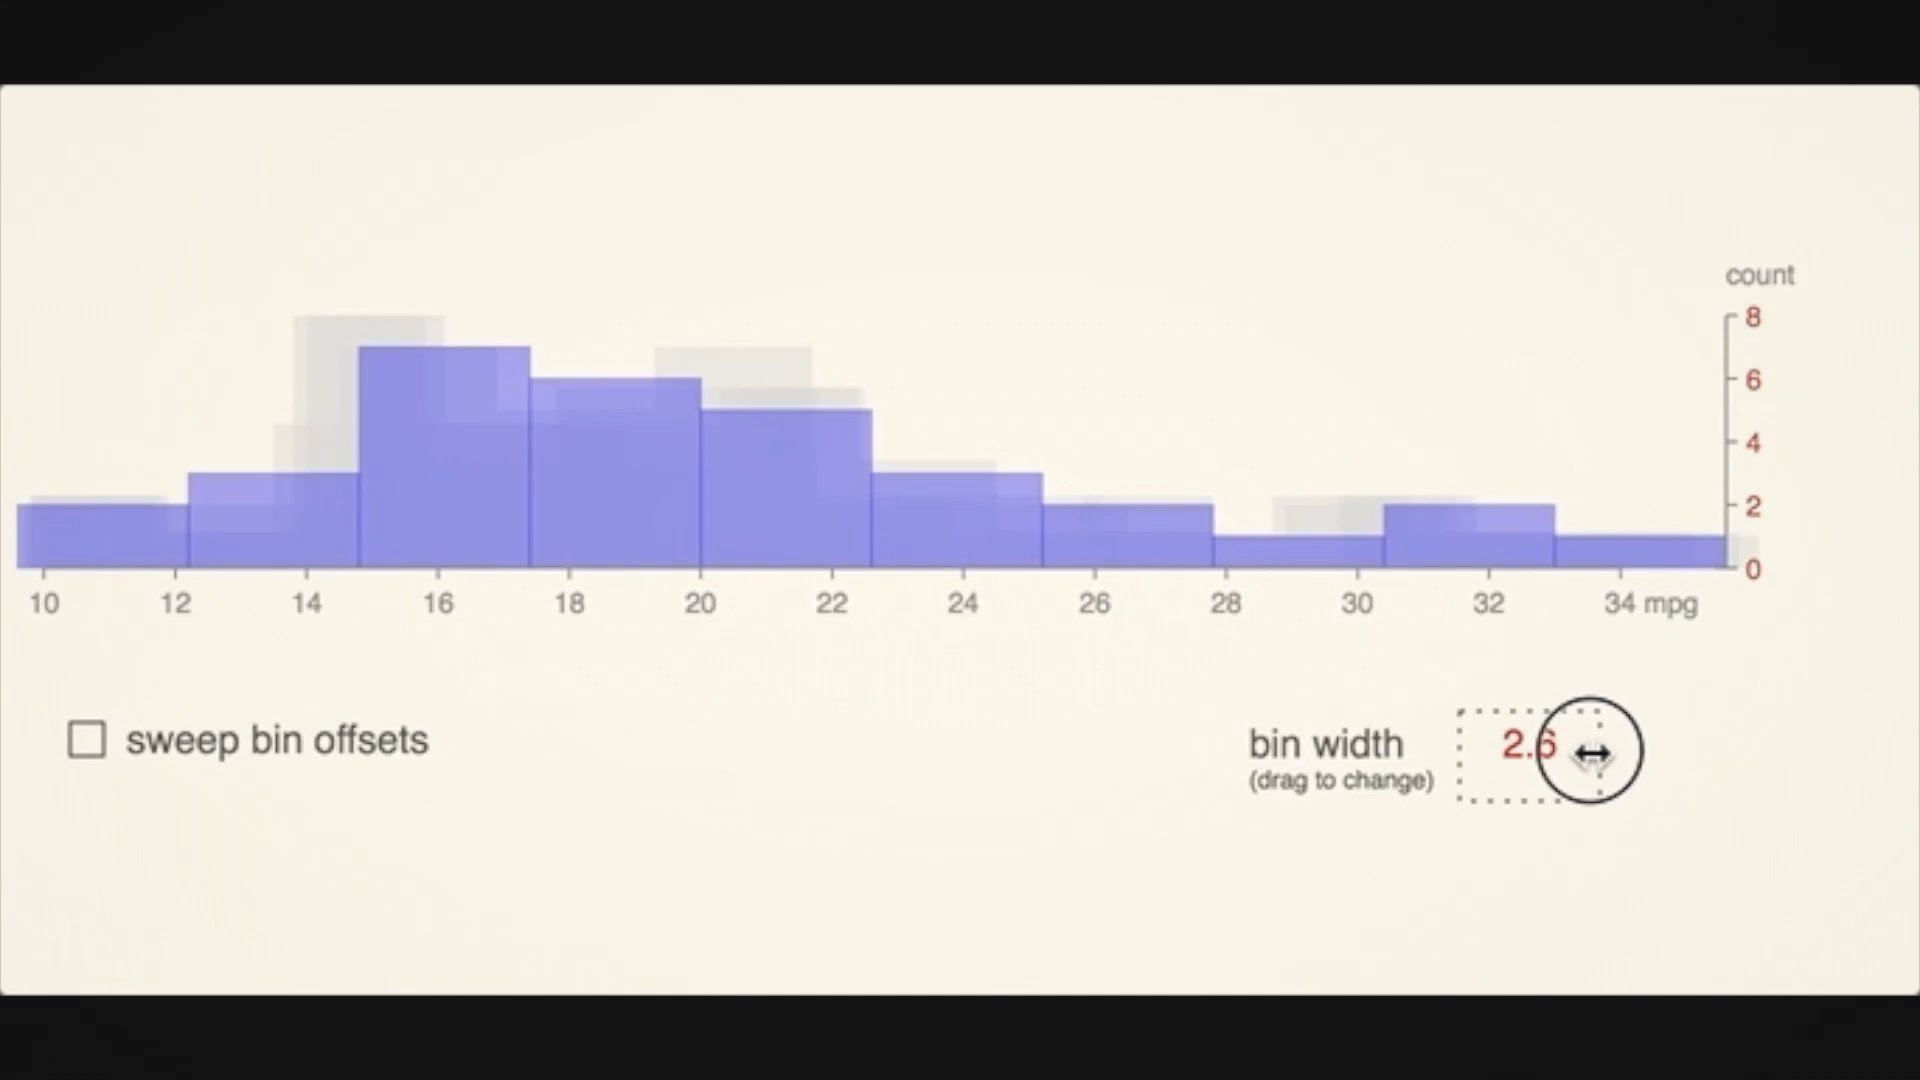 count
8
6
4
2
0
10 12 14 16 18 20 22 24 26 28 30 32 34 mpg
sweep bin offsets
bin width
2.6
(drag to change)